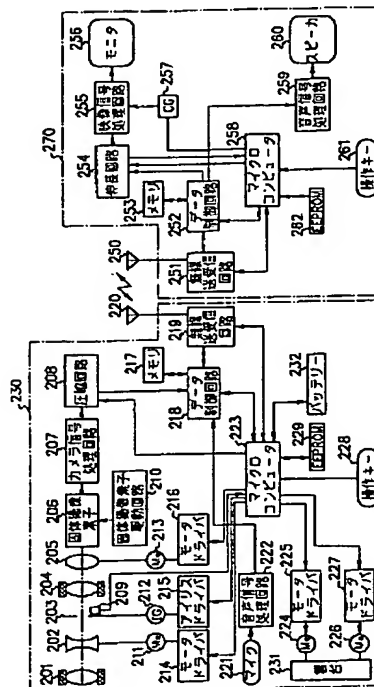 230
201
202
203
204
205
206
固体撮像素子
207
カメラ信号処理回路
208
圧縮回路
209
固体撮像素子駆動回路
210
211
M
212
IG
213
M
214
モータドライバ
215
アイリスドライバ
216
モータドライバ
217
メモリ
218
データ制御回路
219
無線送受信回路
220
221
マイク
222
音声信号処理回路
223
マイクロコンピュータ
224
M
225
モータドライバ
226
M
227
モータドライバ
228
操作キー
229
EEPROM
231
232
バッテリー
250
251
無線送受信回路
252
データ制御回路
253
メモリ
254
伸長回路
255
映像信号処理回路
256
モニタ
257
CG
258
マイクロコンピュータ
259
音声信号処理回路
260
スピーカ
261
操作キー
270
282
EEPROM